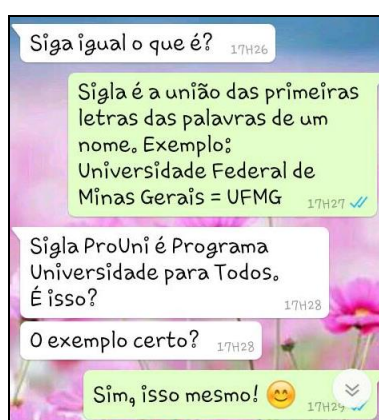 Siga igual o que é? 17H26
Sigla é a união das primeiras
letras das palavras de um
nome. Exemplo:
Universidade Federal de
Minas Gerais = UFMG 17H27
Sigla ProUni é Programa
Universidade para Todos.
É isso? 17H28
O exemplo certo? 17H28
Sim, isso mesmo! 😊 17H29